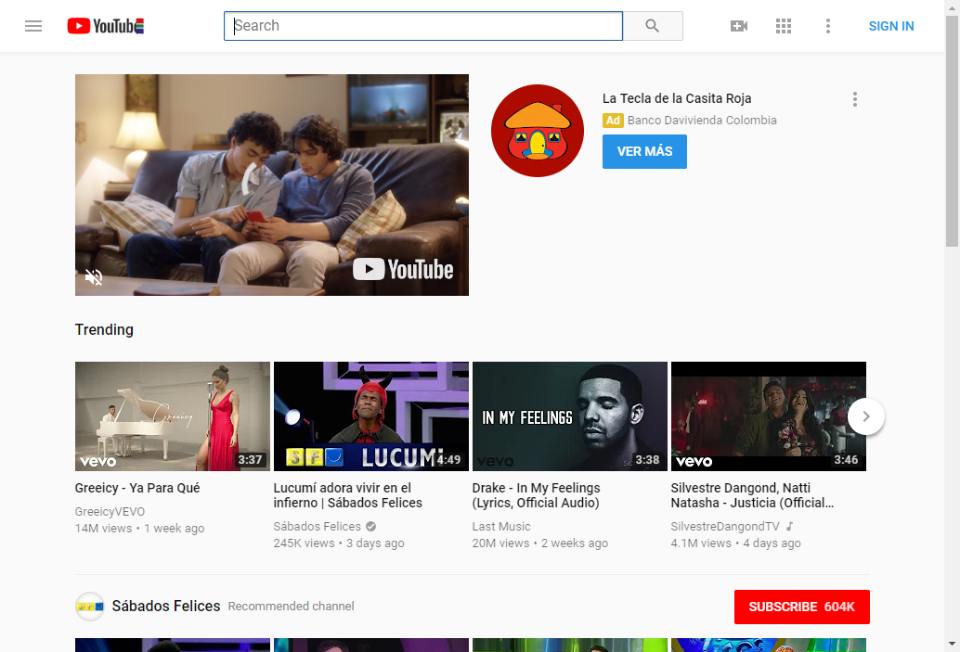 YouTube
Search
SIGN IN
La Tecla de la Casita Roja
Ad Banco Davivienda Colombia
VER MÁS
YouTube
Trending
Greeicy
vevo
3:37
SF LUCUMÍ
4:49
IN MY FEELINGS
vevo
3:38
vevo
3:46
Greeicy - Ya Para Qué
GreeicyVEVO
14M views • 1 week ago
Lucumí adora vivir en el
infierno | Sábados Felices
Sábados Felices
245K views • 3 days ago
Drake - In My Feelings
(Lyrics, Official Audio)
Last Music
20M views • 2 weeks ago
Silvestre Dangond, Natti
Natasha - Justicia (Official...
SilvestreDangondTV
4.1M views • 4 days ago
Sábados Felices Recommended channel
SUBSCRIBE 604K